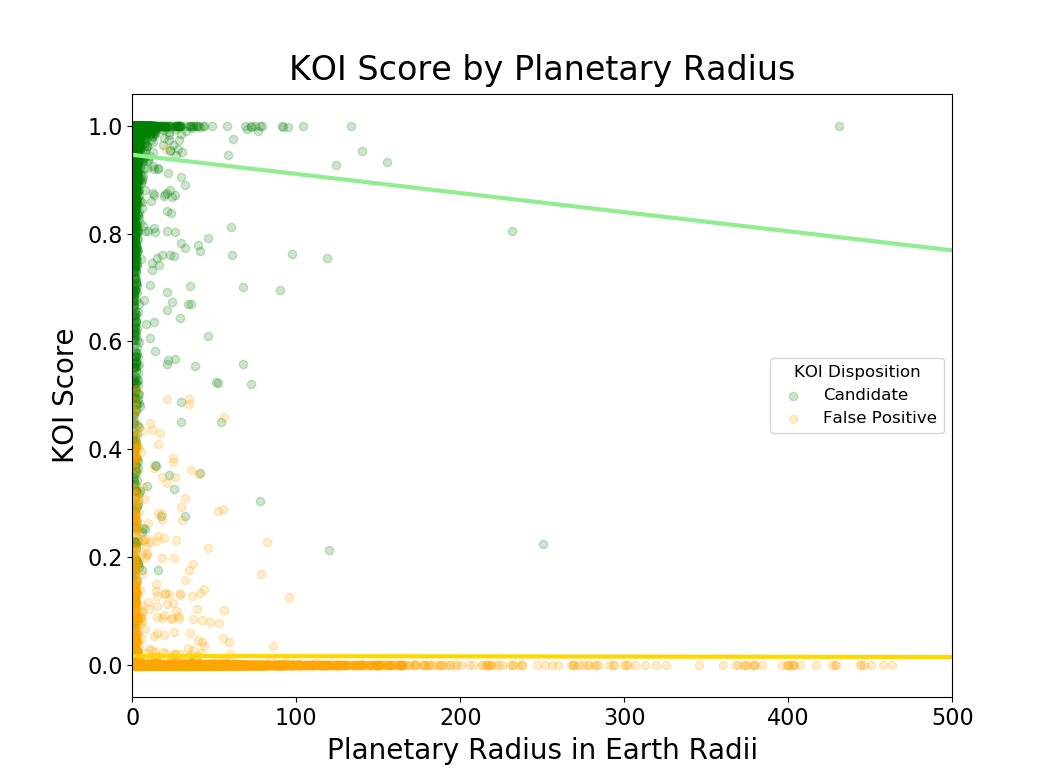 KOI Score by Planetary Radius
1.0
0.8
0.6
0.4
0.2
0.0
KOI Score
KOI Disposition
Candidate
False Positive
0 100 200 300 400 500
Planetary Radius in Earth Radii